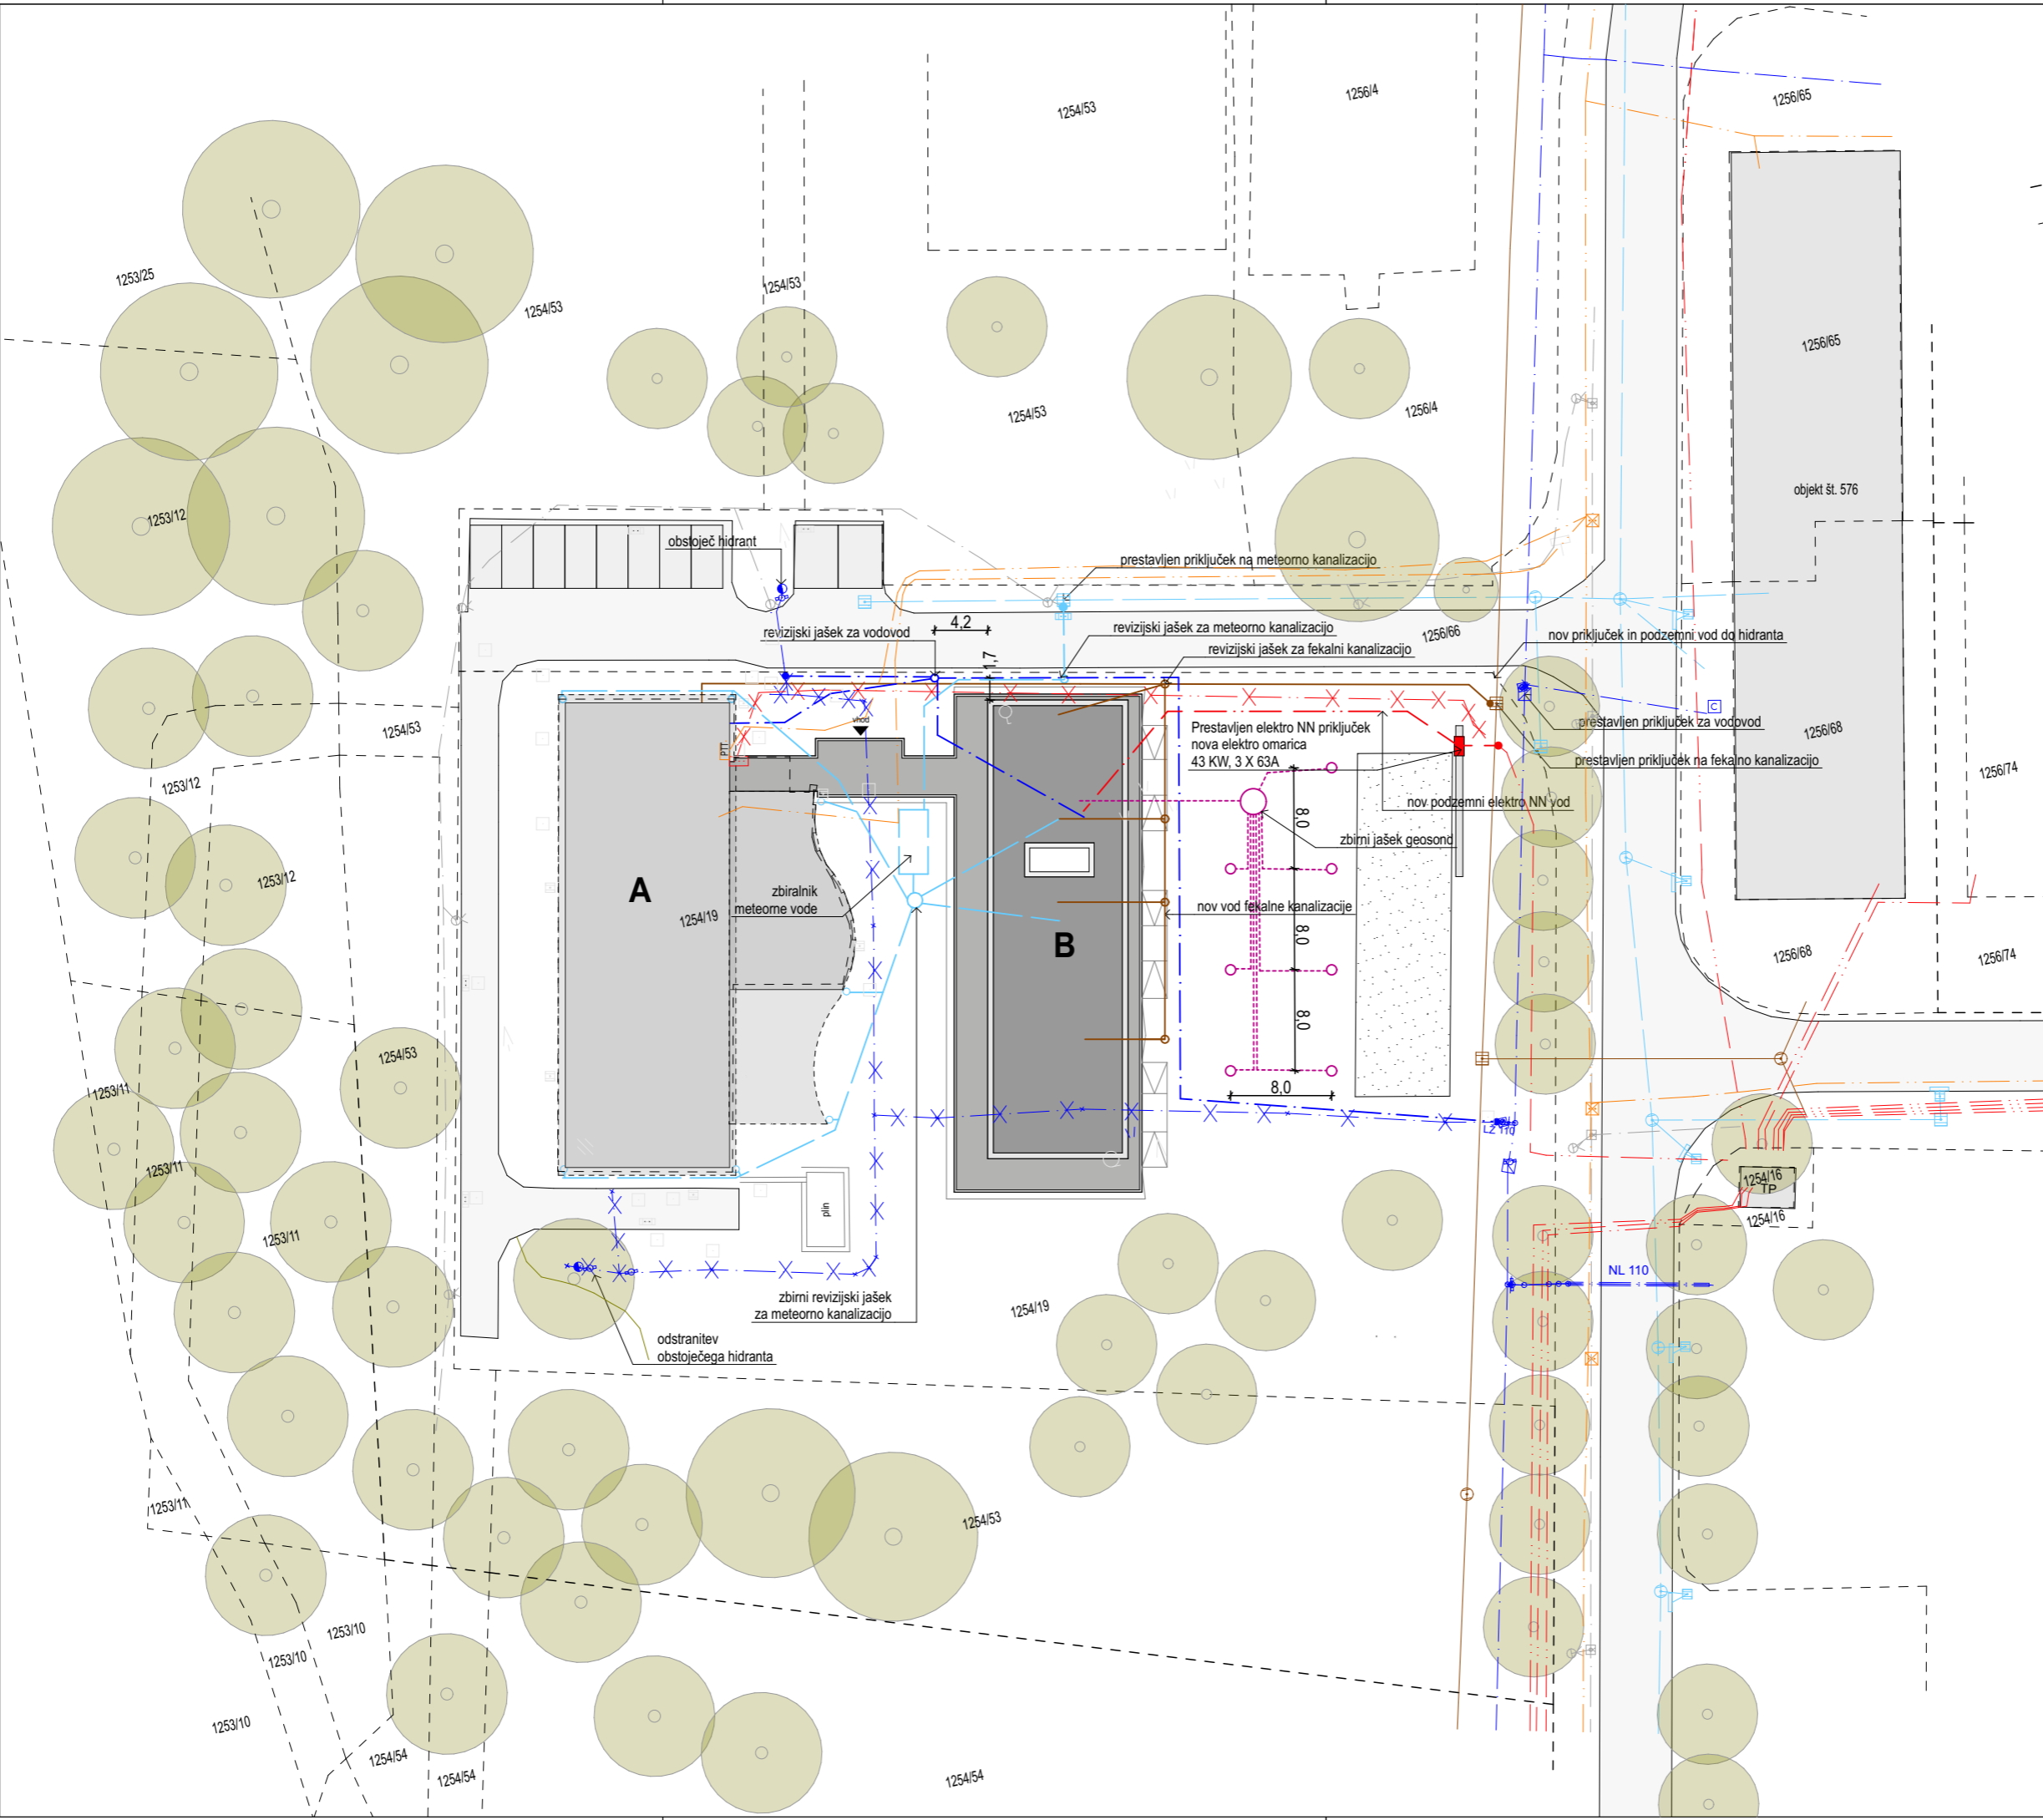 1254/53
1256/4
1256/65
1253/25
1254/53
1254/53
1256/65
1254/53
1256/4
objekt št. 576
1253/12
obstoječ hidrant
prestavljen priključek na meteorno kanalizacijo
4,2
revizijski jašek za vodovod
revizijski jašek za meteorno kanalizacijo
1256/66
nov priključek in podzemni vod do hidranta
revizijski jašek za fekalni kanalizacijo
1,7
C
vhod
prestavljen priključek za vodovod
1254/53
PTT
Prestavljen elektro NN priključek
nova elektro omarica
43 KW, 3 X 63A
1256/68
prestavljen priključek na fekalno kanalizacijo
1256/74
1253/12
nov podzemni elektro NN vod
8,0
zbirni jašek geosond
1253/12
A
zbiralnik
meteorne vode
1254/19
nov vod fekalne kanalizacije
8,0
B
1256/68
1256/74
8,0
1254/53
8,0
1253/11
LZ 110
1253/11
1254/16
TP
1254/16
plin
1253/11
NL 110
zbirni revizijski jašek
za meteorno kanalizacijo
1254/19
odstranitev
obstoječega hidranta
1253/11
1254/53
1253/10
1253/10
1253/10
1254/54
1254/54
1254/54